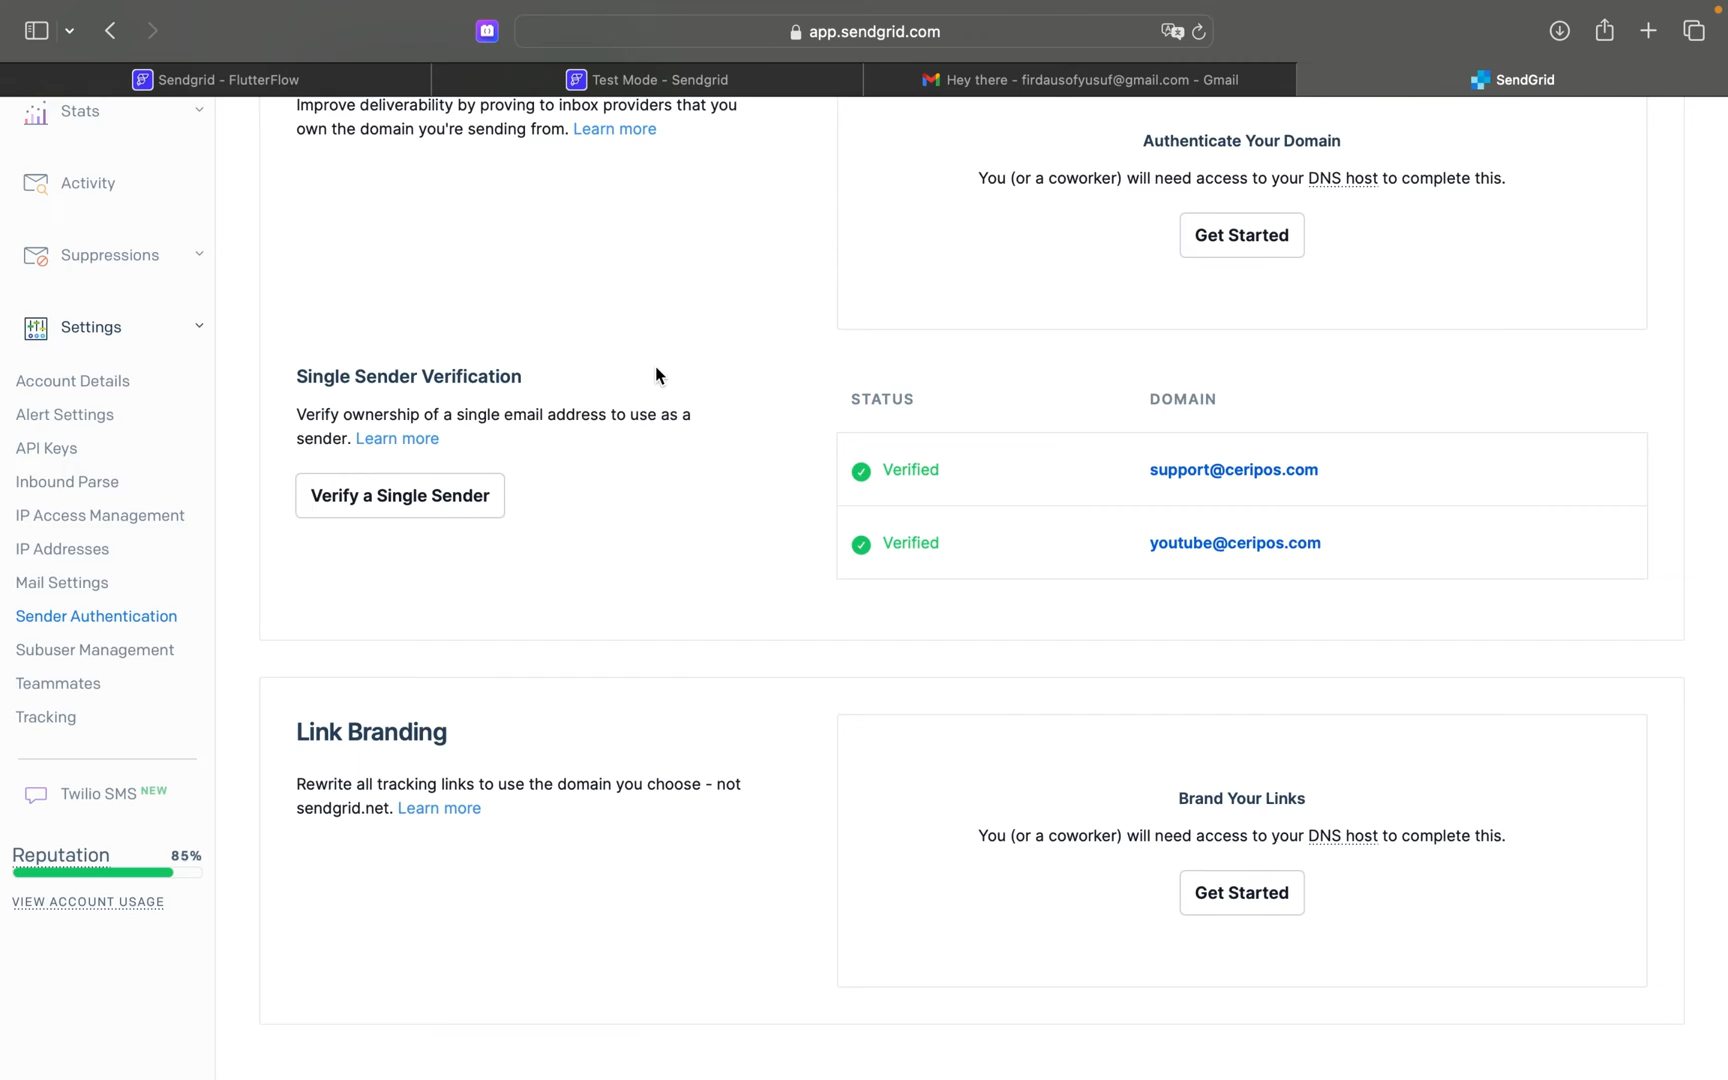 app.sendgrid.com
Sendgrid - FlutterFlow
Test Mode - Sendgrid
Hey there - firdausofyusuf@gmail.com - Gmail
SendGrid
Stats
Activity
Suppressions
Settings
Account Details
Alert Settings
API Keys
Inbound Parse
IP Access Management
IP Addresses
Mail Settings
Sender Authentication
Subuser Management
Teammates
Tracking
Twilio SMS NEW
Reputation 85%
VIEW ACCOUNT USAGE
Improve deliverability by proving to inbox providers that you
own the domain you're sending from. Learn more
Authenticate Your Domain
You (or a coworker) will need access to your DNS host to complete this.
Get Started
Single Sender Verification
Verify ownership of a single email address to use as a
sender. Learn more
Verify a Single Sender
STATUS DOMAIN
Verified support@ceripos.com
Verified youtube@ceripos.com
Link Branding
Rewrite all tracking links to use the domain you choose - not
sendgrid.net. Learn more
Brand Your Links
You (or a coworker) will need access to your DNS host to complete this.
Get Started